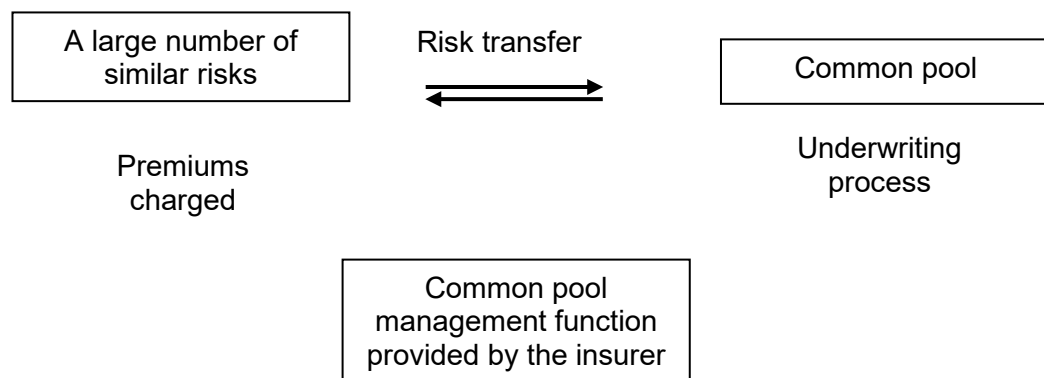 A large number of
similar risks
Risk transfer
Common pool
Premiums
charged
Underwriting
process
Common pool
management function
provided by the insurer